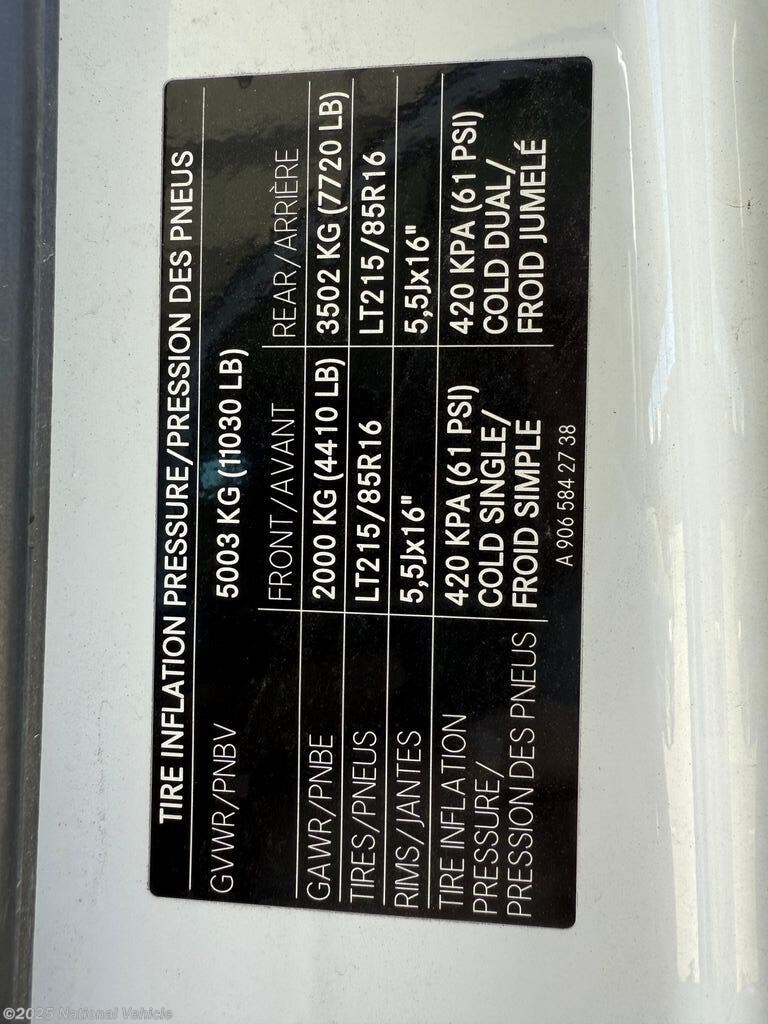 TIRE INFLATION PRESSURE/PRESSION DES PNEUS
GVWR/PNBV 5003 KG (11030 LB)
FRONT/AVANT REAR/ARRIÈRE
GAWR/PNBE 2000 KG (4410 LB) 3502 KG (7720 LB)
TIRES/PNEUS LT215/85R16 LT215/85R16
RIMS/JANTES 5,5Jx16" 5,5Jx16"
TIRE INFLATION 420 KPA (61 PSI) 420 KPA (61 PSI)
PRESSURE/ COLD SINGLE/ COLD DUAL/
PRESSION DES PNEUS FROID SIMPLE FROID JUMELÉ
A 906 584 27 38
©2025 National Vehicle